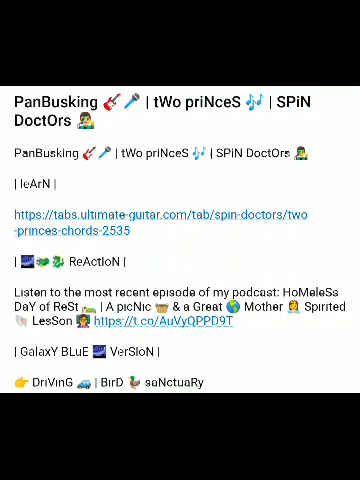 PanBusking 🎸🎤 | tWo priNceS 🎶 | SPiN
DoctOrs 👨‍🎤
PanBusking 🎸🎤 | tWo priNceS 🎶 | SPiN DoctOrs 👨‍🎤
| leArN |
https://tabs.ultimate-guitar.com/tab/spin-doctors/two
-princes-chords-2535
| 🌌🐲🐉 ReActIoN |
Listen to the most recent episode of my podcast: HoMeleSs
DaY of ReSt 🛌 | A picNic 🧺 & a Great 🌎 Mother 👰 Spirited
🐚 LesSon 👩‍🏫 https://t.co/AuVyQPPD9T
| GalaxY BLuE 🌌 VerSIoN |
👉 DriVinG 🚙 | BirD 🦆 saNctuaRy